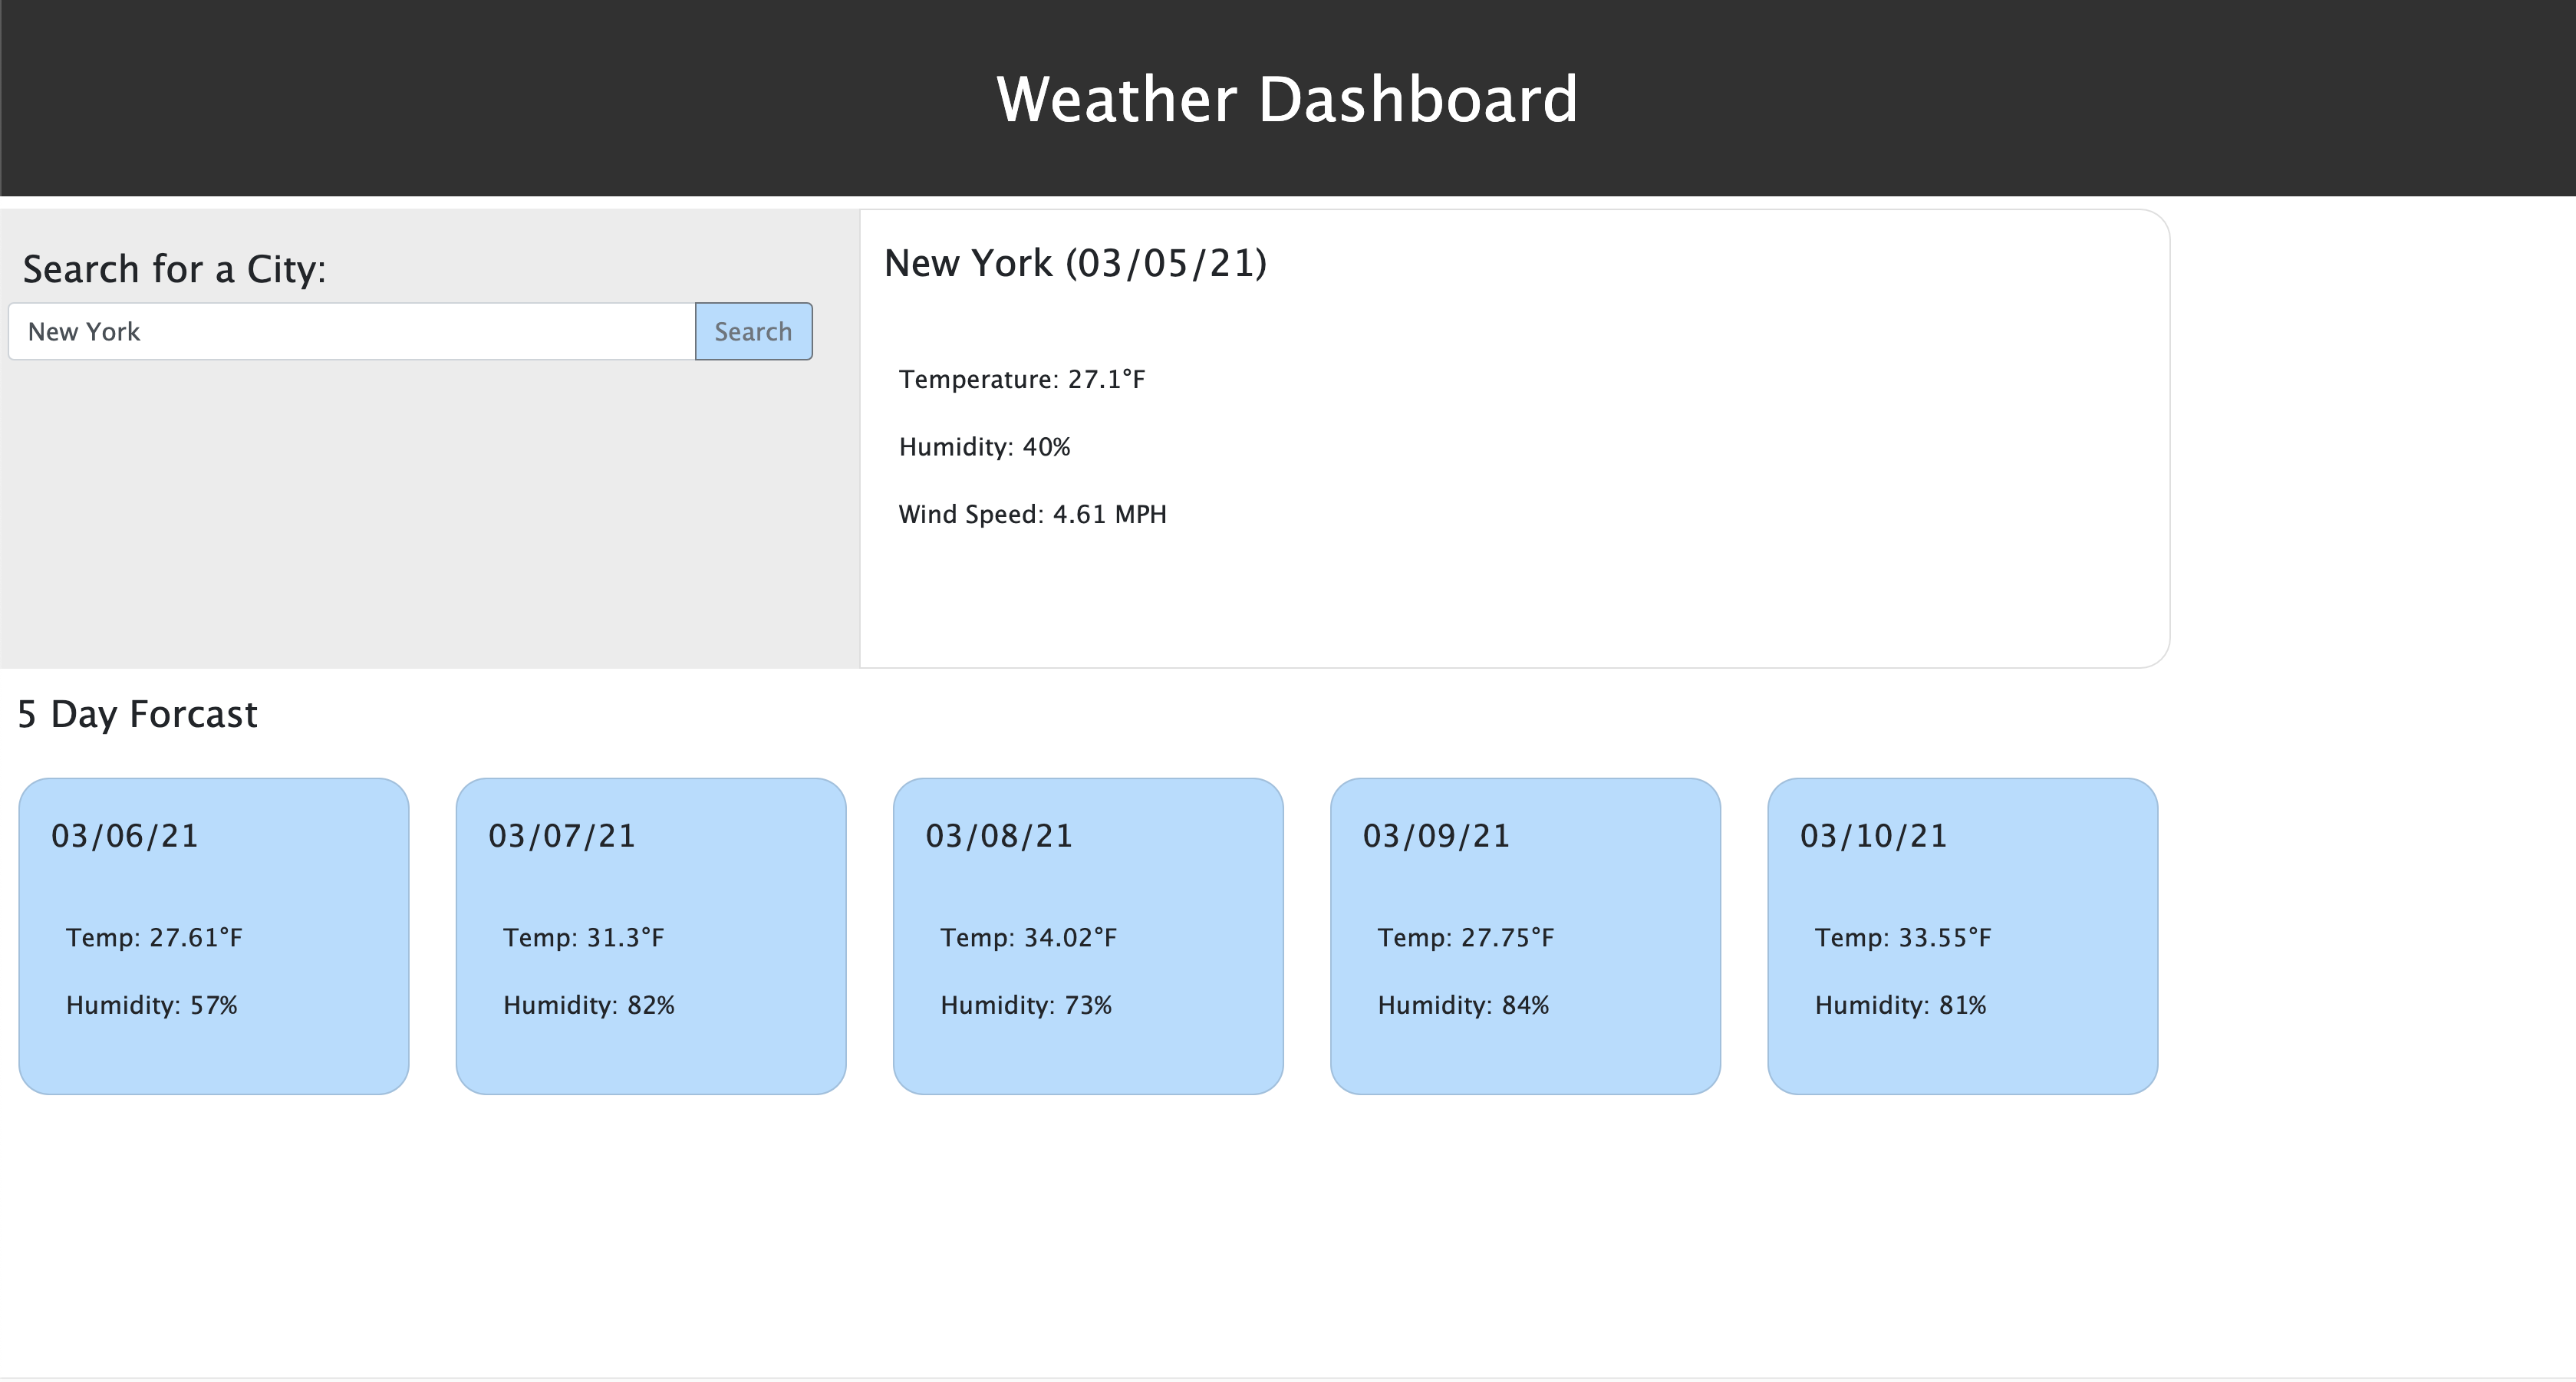 Weather Dashboard
Search for a City:
New York
Search
New York (03/05/21)
Temperature: 27.1°F
Humidity: 40%
Wind Speed: 4.61 MPH
5 Day Forcast
03/06/21
Temp: 27.61°F
Humidity: 57%
03/07/21
Temp: 31.3°F
Humidity: 82%
03/08/21
Temp: 34.02°F
Humidity: 73%
03/09/21
Temp: 27.75°F
Humidity: 84%
03/10/21
Temp: 33.55°F
Humidity: 81%